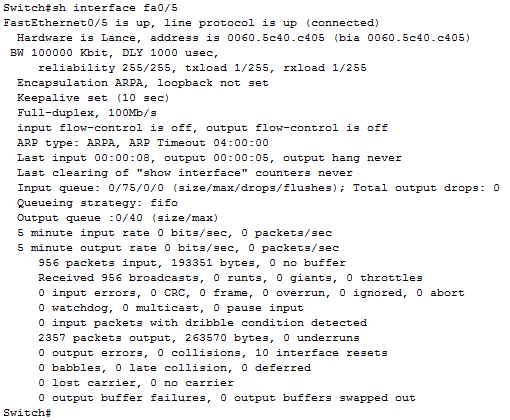 Switch#sh interface fa0/5
FastEthernet0/5 is up, line protocol is up (connected)
  Hardware is Lance, address is 0060.5c40.c405 (bia 0060.5c40.c405)
 BW 100000 Kbit, DLY 1000 usec,
     reliability 255/255, txload 1/255, rxload 1/255
  Encapsulation ARPA, loopback not set
  Keepalive set (10 sec)
  Full-duplex, 100Mb/s
  input flow-control is off, output flow-control is off
  ARP type: ARPA, ARP Timeout 04:00:00
  Last input 00:00:08, output 00:00:05, output hang never
  Last clearing of "show interface" counters never
  Input queue: 0/75/0/0 (size/max/drops/flushes); Total output drops: 0
  Queueing strategy: fifo
  Output queue :0/40 (size/max)
  5 minute input rate 0 bits/sec, 0 packets/sec
  5 minute output rate 0 bits/sec, 0 packets/sec
     956 packets input, 193351 bytes, 0 no buffer
     Received 956 broadcasts, 0 runts, 0 giants, 0 throttles
     0 input errors, 0 CRC, 0 frame, 0 overrun, 0 ignored, 0 abort
     0 watchdog, 0 multicast, 0 pause input
     0 input packets with dribble condition detected
     2357 packets output, 263570 bytes, 0 underruns
     0 output errors, 0 collisions, 10 interface resets
     0 babbles, 0 late collision, 0 deferred
     0 lost carrier, 0 no carrier
     0 output buffer failures, 0 output buffers swapped out
Switch#